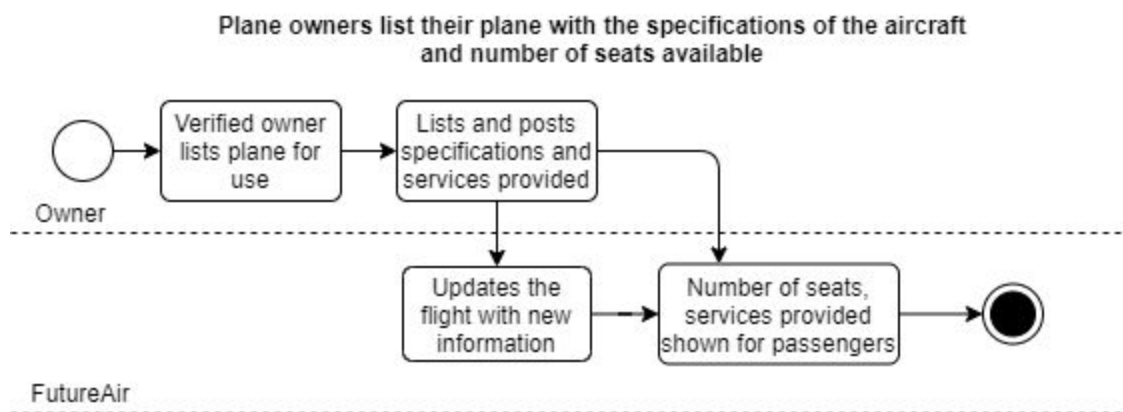 Plane owners list their plane with the specifications of the aircraft
and number of seats available
Verified owner
lists plane for
use
Lists and posts
specifications and
services provided
Owner
Updates the
flight with new
information
Number of seats,
services provided
shown for passengers
FutureAir